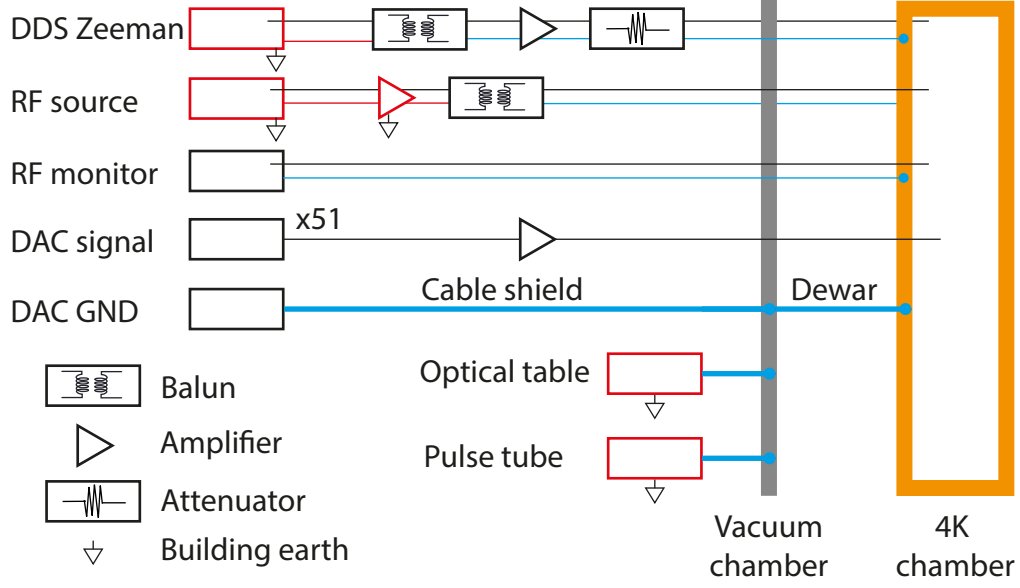 DDS Zeeman
RF source
RF monitor
x51
DAC signal
Cable shield
Dewar
DAC GND
Optical table
Balun
Amplifier
Pulse tube
Attenuator
Building earth
Vacuum
chamber
4K
chamber